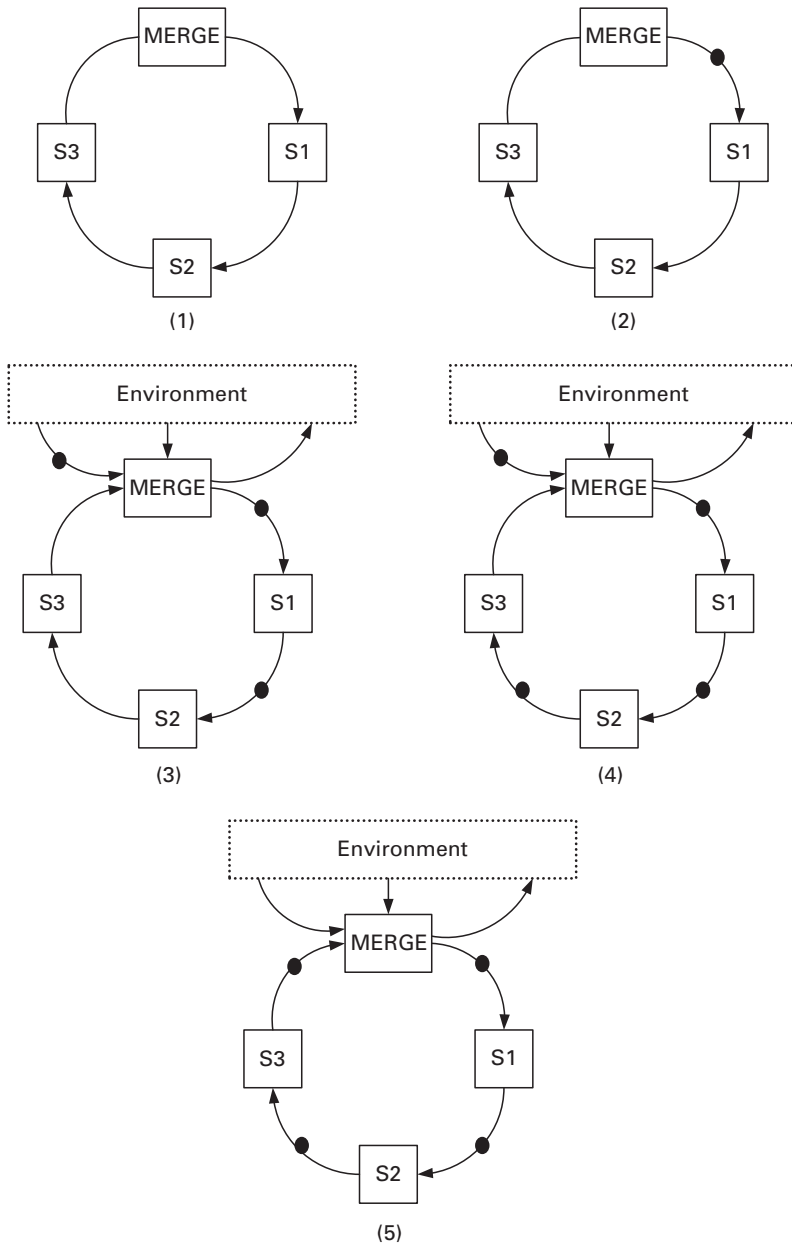 MERGE
S3
S1
S2
(1)
MERGE
S3
S1
S2
(2)
Environment
MERGE
S3
S1
S2
(3)
Environment
MERGE
S3
S1
S2
(4)
Environment
MERGE
S3
S1
S2
(5)